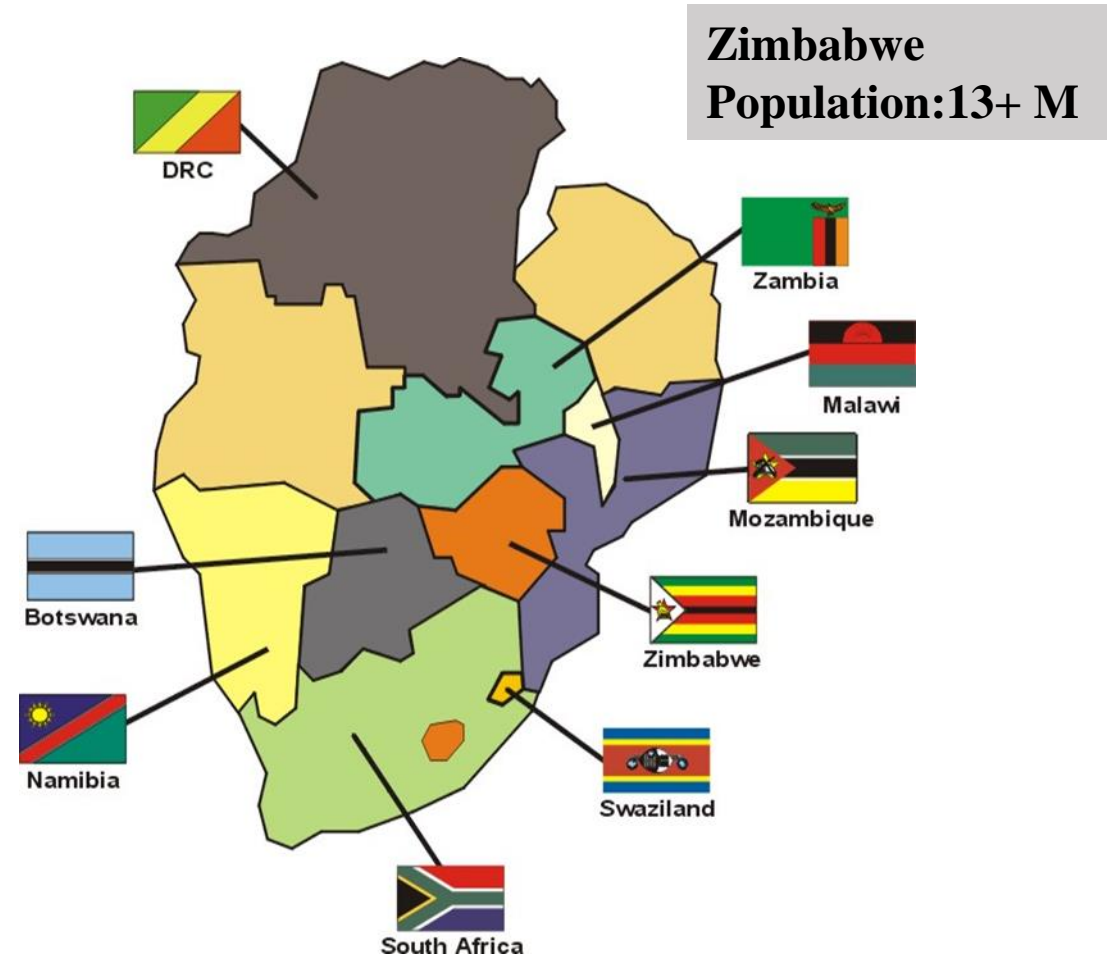 Zimbabwe
Population:13+ M
DRC
Zambia
Malawi
Mozambique
Botswana
Zimbabwe
Namibia
Swaziland
South Africa